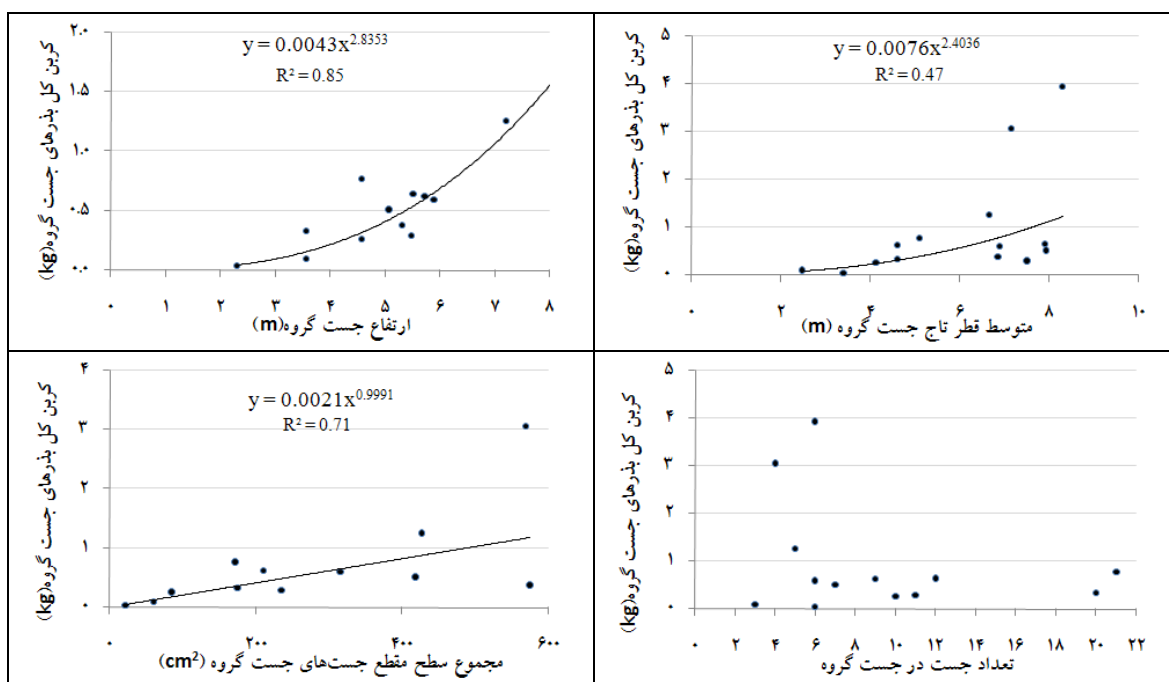 y = 0.0043x^2.8353
R² = 0.85
کربن کل بذرهای جست گروه(kg)
۲.۰
۱.۵
۱.۰
۰.۵
۰.۰
۰ ۱ ۲ ۳ ۴ ۵ ۶ ۷ ۸
ارتفاع جست گروه(m)
y = 0.0076x^2.4036
R² = 0.47
کربن کل بذرهای جست گروه(kg)
۵
۴
۳
۲
۱
۰
۰ ۲ ۴ ۶ ۸ ۱۰
متوسط قطر تاج جست گروه (m)
y = 0.0021x^0.9991
R² = 0.71
کربن کل بذرهای جست گروه(kg)
۴
۳
۲
۱
۰
۰ ۲۰۰ ۴۰۰ ۶۰۰
مجموع سطح مقطع جست‌های جست گروه (cm²)
کربن کل بذرهای جست گروه(kg)
۵
۴
۳
۲
۱
۰
۰ ۲ ۴ ۶ ۸ ۱۰ ۱۲ ۱۴ ۱۶ ۱۸ ۲۰ ۲۲
تعداد جست در جست گروه